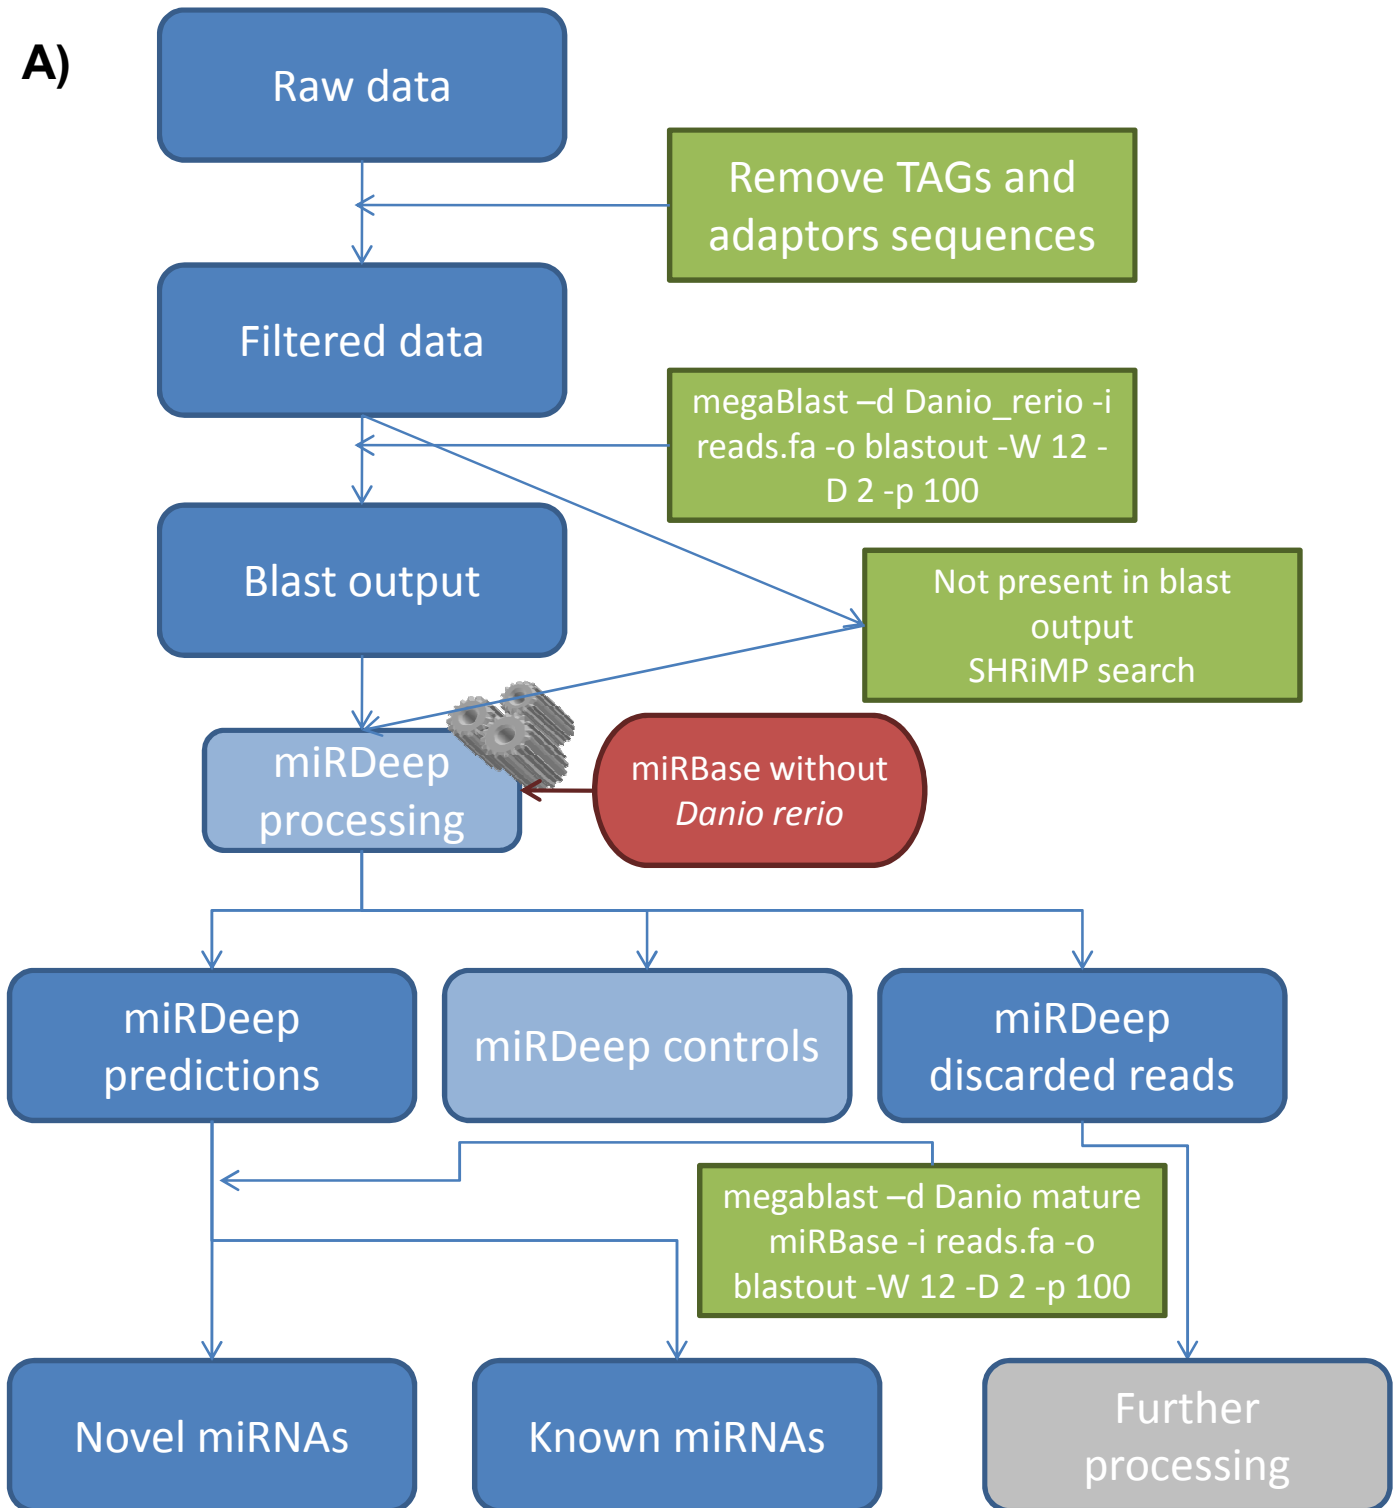 A)
Raw data
Remove TAGs and
adaptors sequences
Filtered data
megaBlast –d Danio_rerio -i
reads.fa -o blastout -W 12 -
D 2 -p 100
Blast output
Not present in blast
output
SHRiMP search
miRDeep
processing
miRBase without
Danio rerio
miRDeep
predictions
miRDeep controls
miRDeep
discarded reads
megablast –d Danio mature
miRBase -i reads.fa -o
blastout -W 12 -D 2 -p 100
Novel miRNAs
Known miRNAs
Further
processing